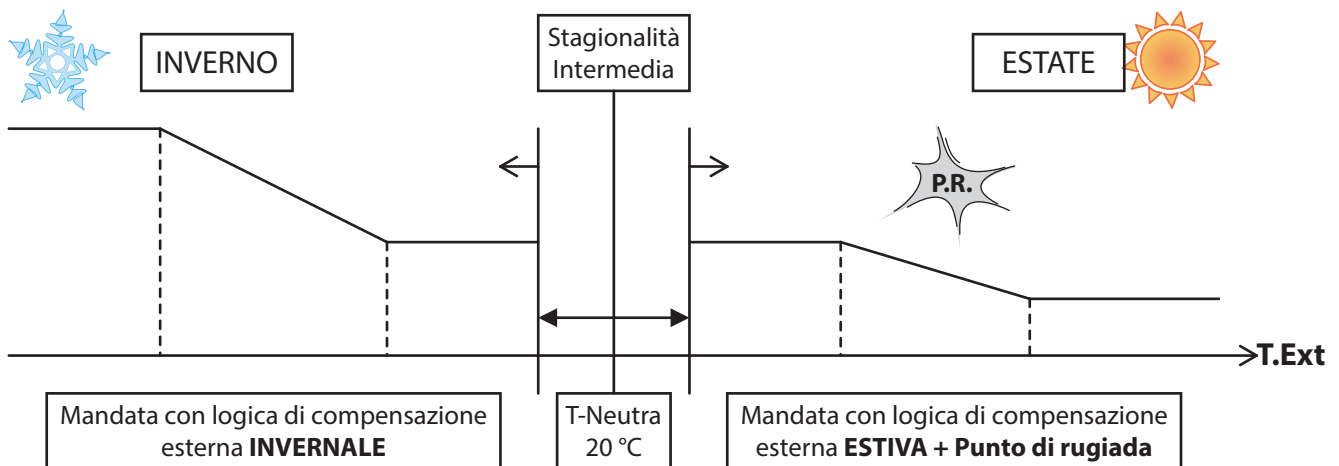 INVERNO
Stagionalità
Intermedia
ESTATE
P.R.
T.Ext
Mandata con logica di compensazione
esterna INVERNALE
T-Neutra
20 °C
Mandata con logica di compensazione
esterna ESTIVA + Punto di rugiada